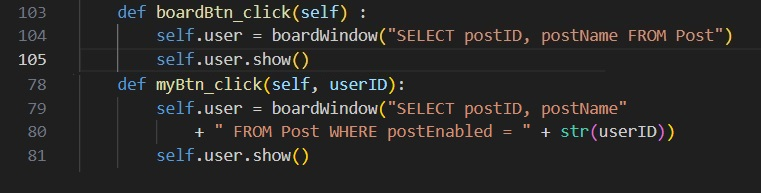 103 def boardBtn_click(self) :
104 self.user = boardWindow("SELECT postID, postName FROM Post")
105 self.user.show()
78 def myBtn_click(self, userID):
79 self.user = boardWindow("SELECT postID, postName"
80 + " FROM Post WHERE postEnabled = " + str(userID))
81 self.user.show()